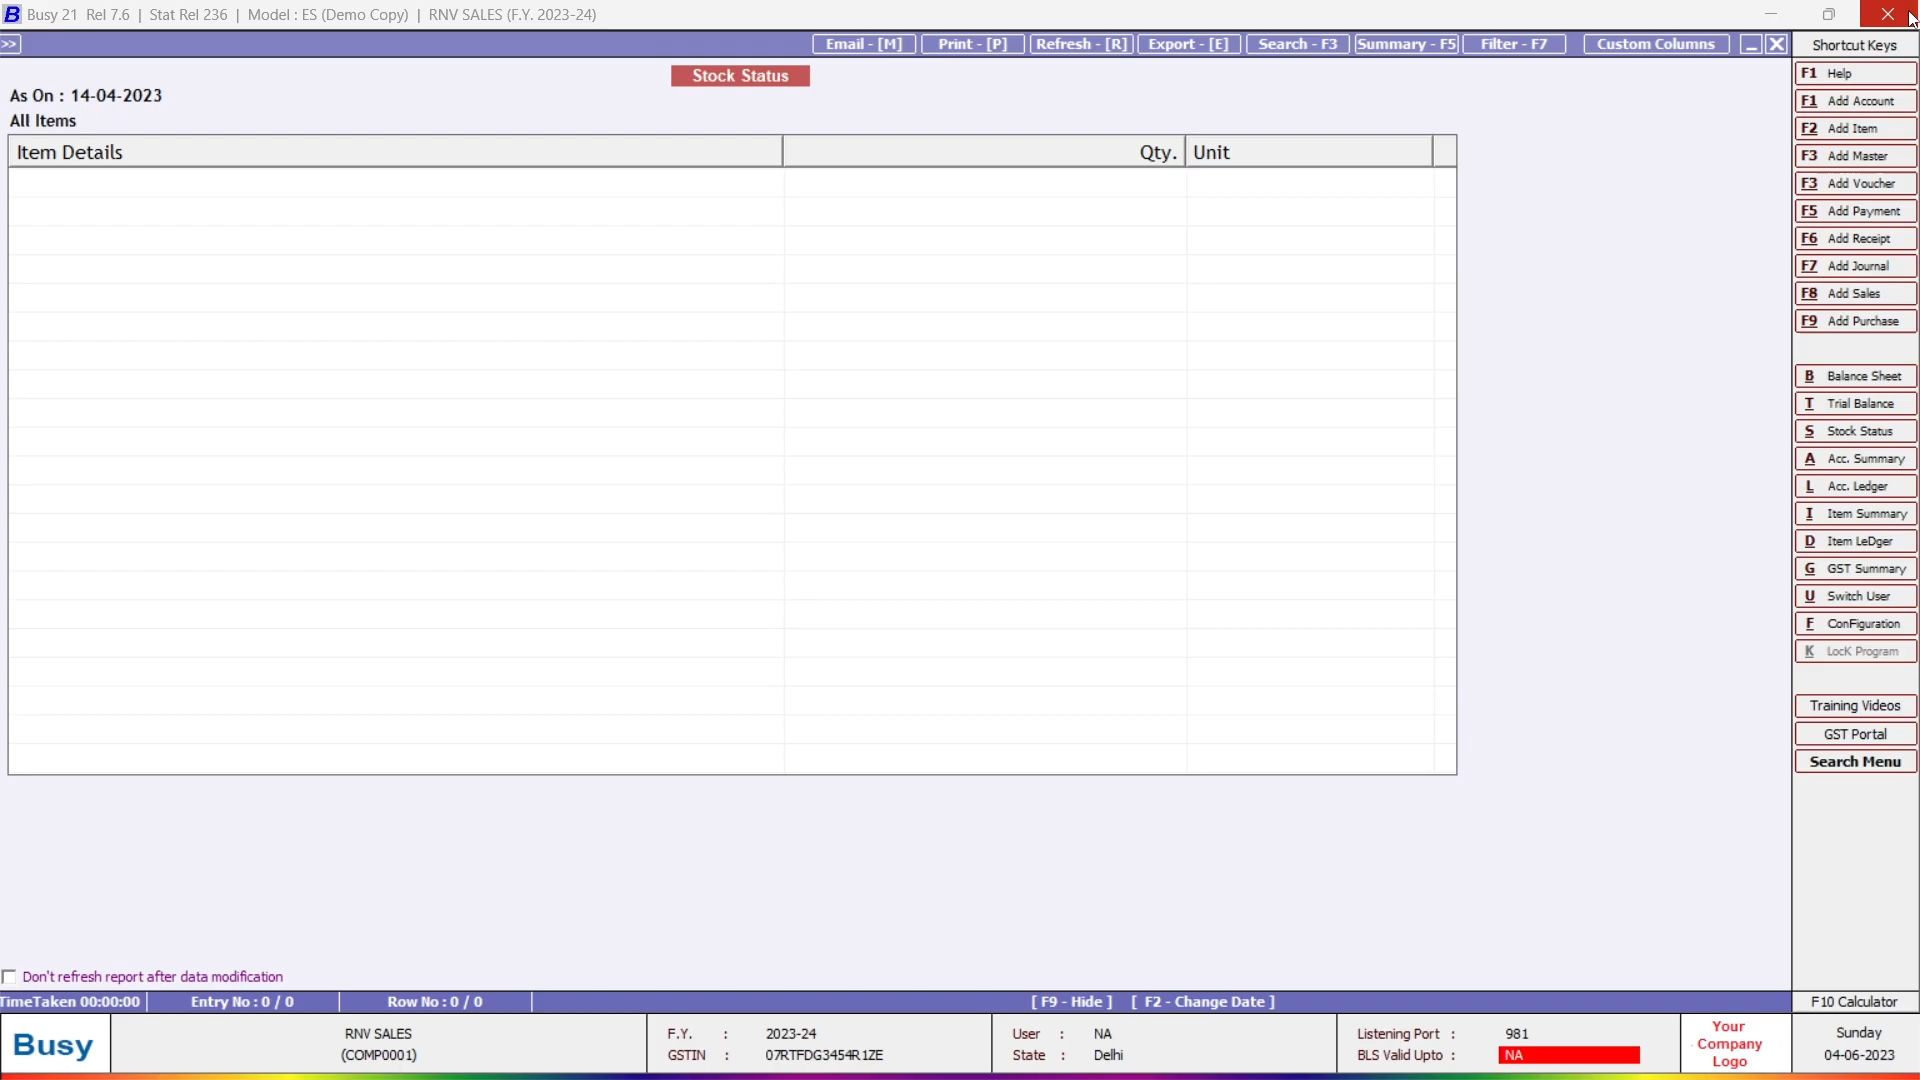 B Busy 21 Rel 7.6 | Stat Rel 236 | Model : ES (Demo Copy) | RNV SALES (F.Y. 2023-24)
>> Email - [M] Print - [P] Refresh - [R] Export - [E] Search - F3 Summary - F5 Filter - F7 Custom Columns
Shortcut Keys
Stock Status
As On : 14-04-2023
All Items
Item Details Qty. Unit
F1 Help
F1 Add Account
F2 Add Item
F3 Add Master
F3 Add Voucher
F5 Add Payment
F6 Add Receipt
F7 Add Journal
F8 Add Sales
F9 Add Purchase
B Balance Sheet
T Trial Balance
S Stock Status
A Acc. Summary
L Acc. Ledger
I Item Summary
D Item LeDger
G GST Summary
U Switch User
F ConFiguration
K LocK Program
Training Videos
GST Portal
Search Menu
Don't refresh report after data modification
TimeTaken 00:00:00 Entry No : 0 / 0 Row No : 0 / 0 [ F9 - Hide ] [ F2 - Change Date ] F10 Calculator
Busy
RNV SALES
(COMP0001)
F.Y. : 2023-24
GSTIN : 07RTFDG3454R1ZE
User : NA
State : Delhi
Listening Port : 981
BLS Valid Upto : NA
Your
Company
Logo
Sunday
04-06-2023